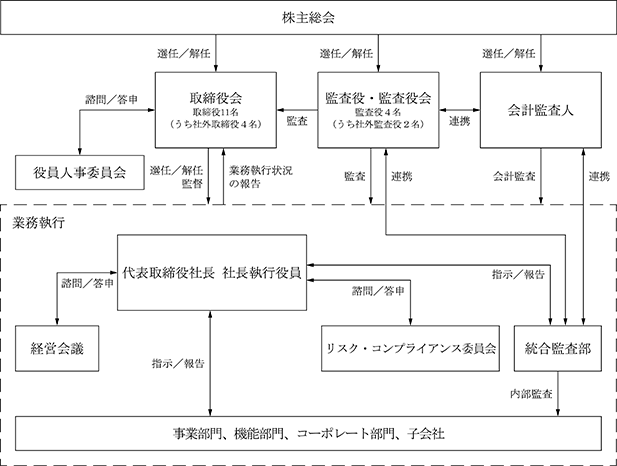 株主総会
選任／解任
選任／解任
選任／解任
取締役会
取締役11名
（うち社外取締役４名）
監査役・監査役会
監査役４名
（うち社外監査役２名）
会計監査人
諮問／答申
監査
連携
役員人事委員会
選任／解任
監督
業務執行状況
の報告
監査
連携
会計監査
連携
業務執行
代表取締役社長 社長執行役員
諮問／答申
諮問／答申
指示／報告
経営会議
指示／報告
リスク・コンプライアンス委員会
統合監査部
内部監査
事業部門、機能部門、コーポレート部門、子会社